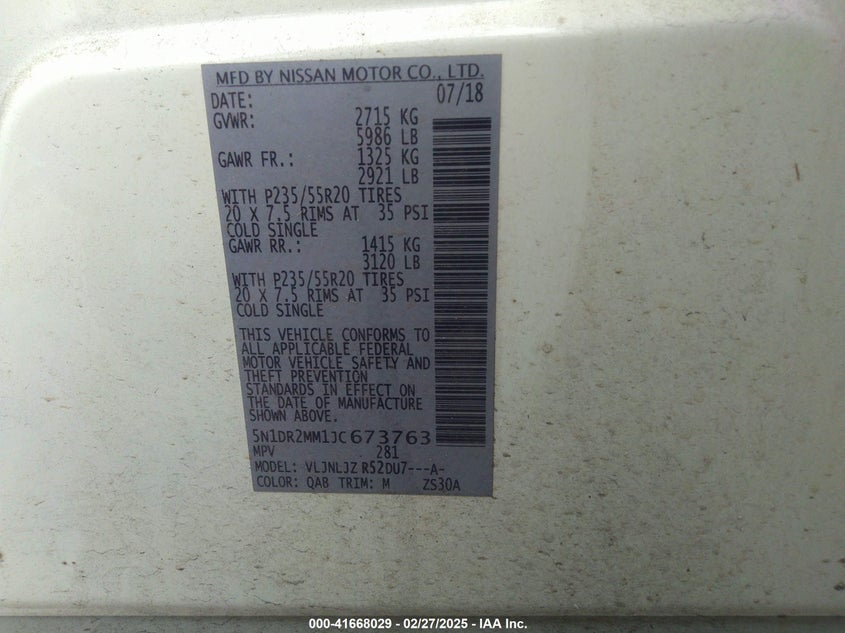 MFD BY NISSAN MOTOR CO., LTD.
DATE: 07/18
GVWR: 2715 KG
5986 LB
GAWR FR.: 1325 KG
2921 LB
WITH P235/55R20 TIRES
20 X 7.5 RIMS AT 35 PSI
COLD SINGLE
GAWR RR.: 1415 KG
3120 LB
WITH P235/55R20 TIRES
20 X 7.5 RIMS AT 35 PSI
COLD SINGLE
THIS VEHICLE CONFORMS TO
ALL APPLICABLE FEDERAL
MOTOR VEHICLE SAFETY AND
THEFT PREVENTION
STANDARDS IN EFFECT ON
THE DATE OF MANUFACTURE
SHOWN ABOVE.
5N1DR2MM1JC673763
MPV 281
MODEL: VLJNLJZ R52DU7---A-
COLOR: QAB TRIM: M ZS30A
000-41668029 - 02/27/2025 - IAA Inc.